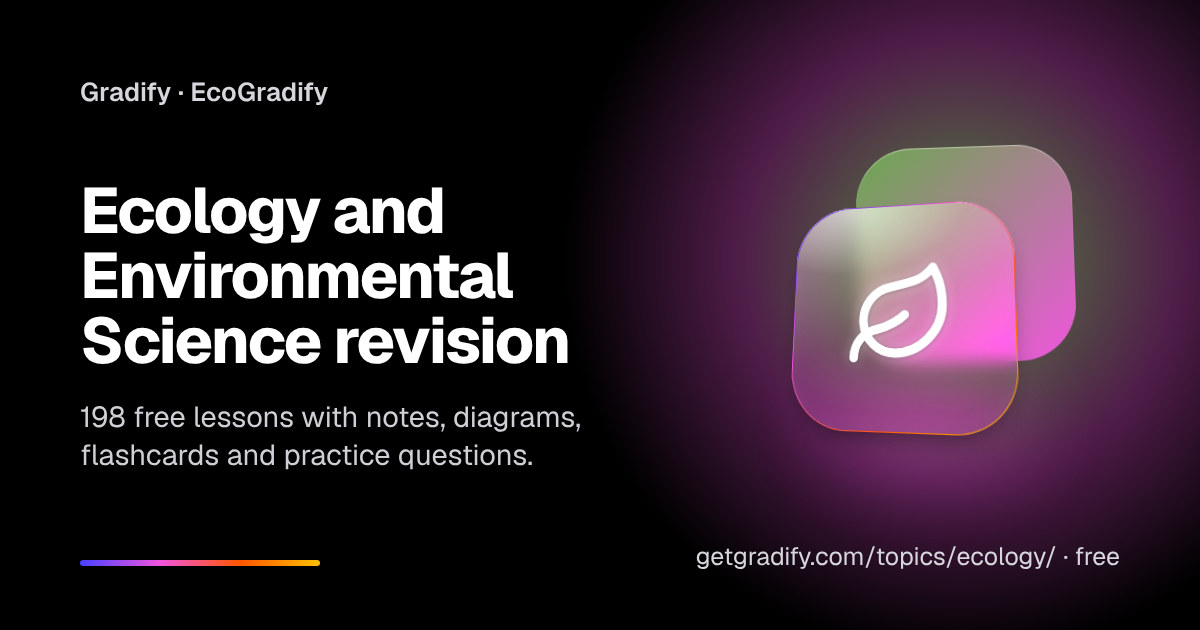 Gradify · EcoGradify
Ecology and
Environmental
Science revision
198 free lessons with notes, diagrams,
flashcards and practice questions.
getgradify.com/topics/ecology/ · free